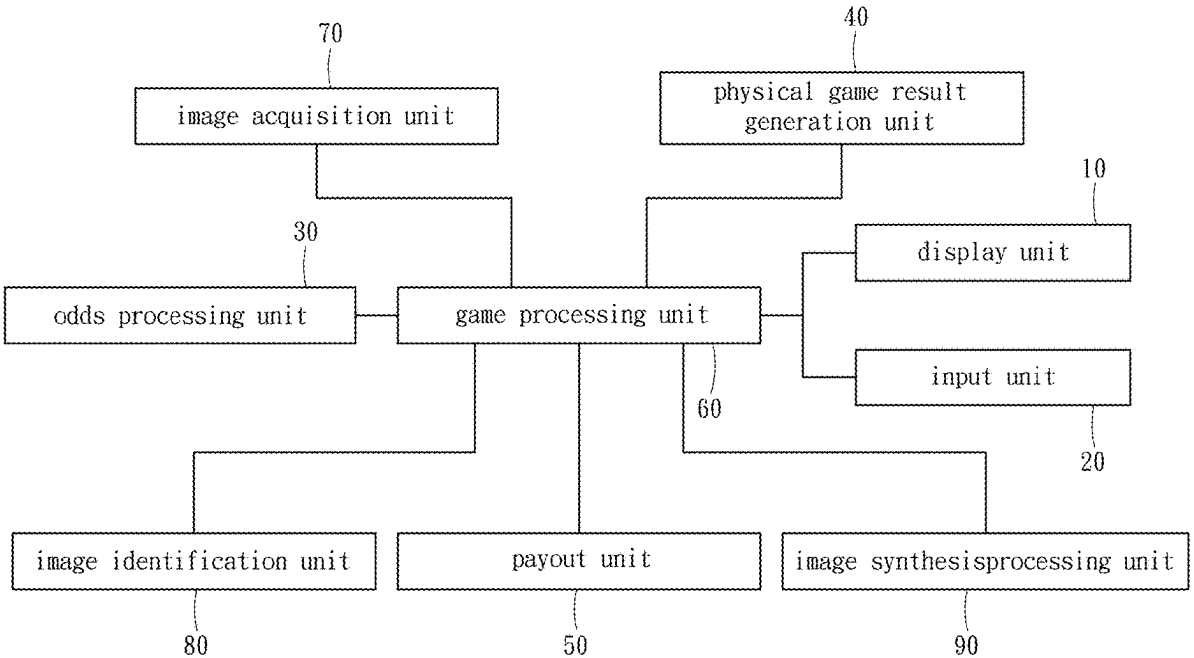 70
40
image acquisition unit
physical game result
generation unit
10
30
display unit
odds processing unit
game processing unit
input unit
60
20
image identification unit
payout unit
image synthesisprocessing unit
80
50
90